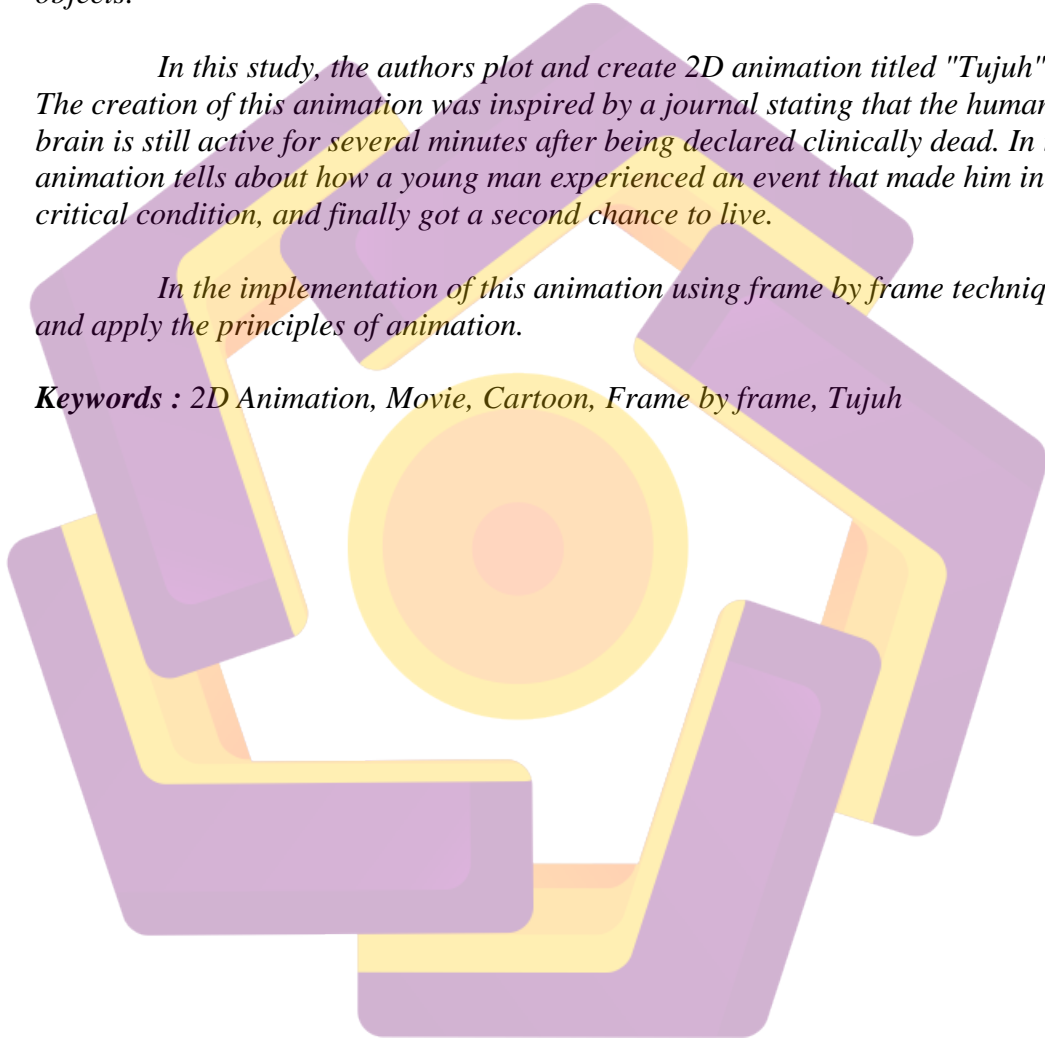 objects.
In this study, the authors plot and create 2D animation titled "Tujuh"
The creation of this animation was inspired by a journal stating that the human
brain is still active for several minutes after being declared clinically dead. In
animation tells about how a young man experienced an event that made him in
critical condition, and finally got a second chance to live.
In the implementation of this animation using frame by frame
and apply the principles of animation.
Keywords : 2D Animation, Movie, Cartoon, Frame by frame, Tujuh